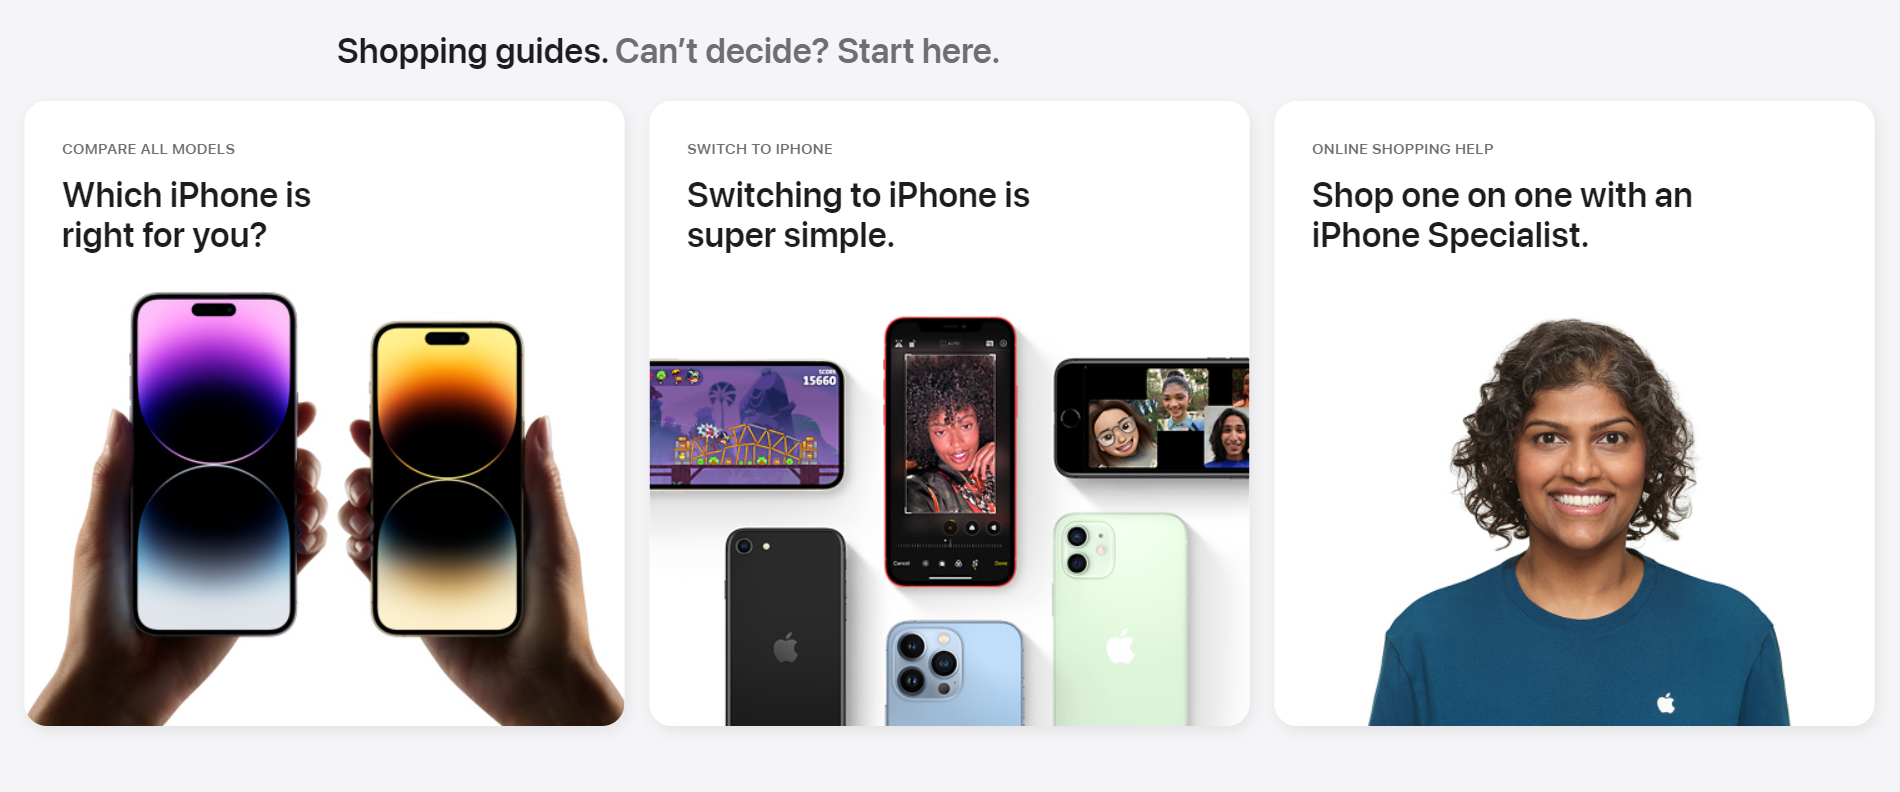 Shopping guides. Can’t decide? Start here.
COMPARE ALL MODELS
Which iPhone is
right for you?
SWITCH TO IPHONE
Switching to iPhone is
super simple.
SCORE
15660
AUTO
Cancel
Done
ONLINE SHOPPING HELP
Shop one on one with an
iPhone Specialist.